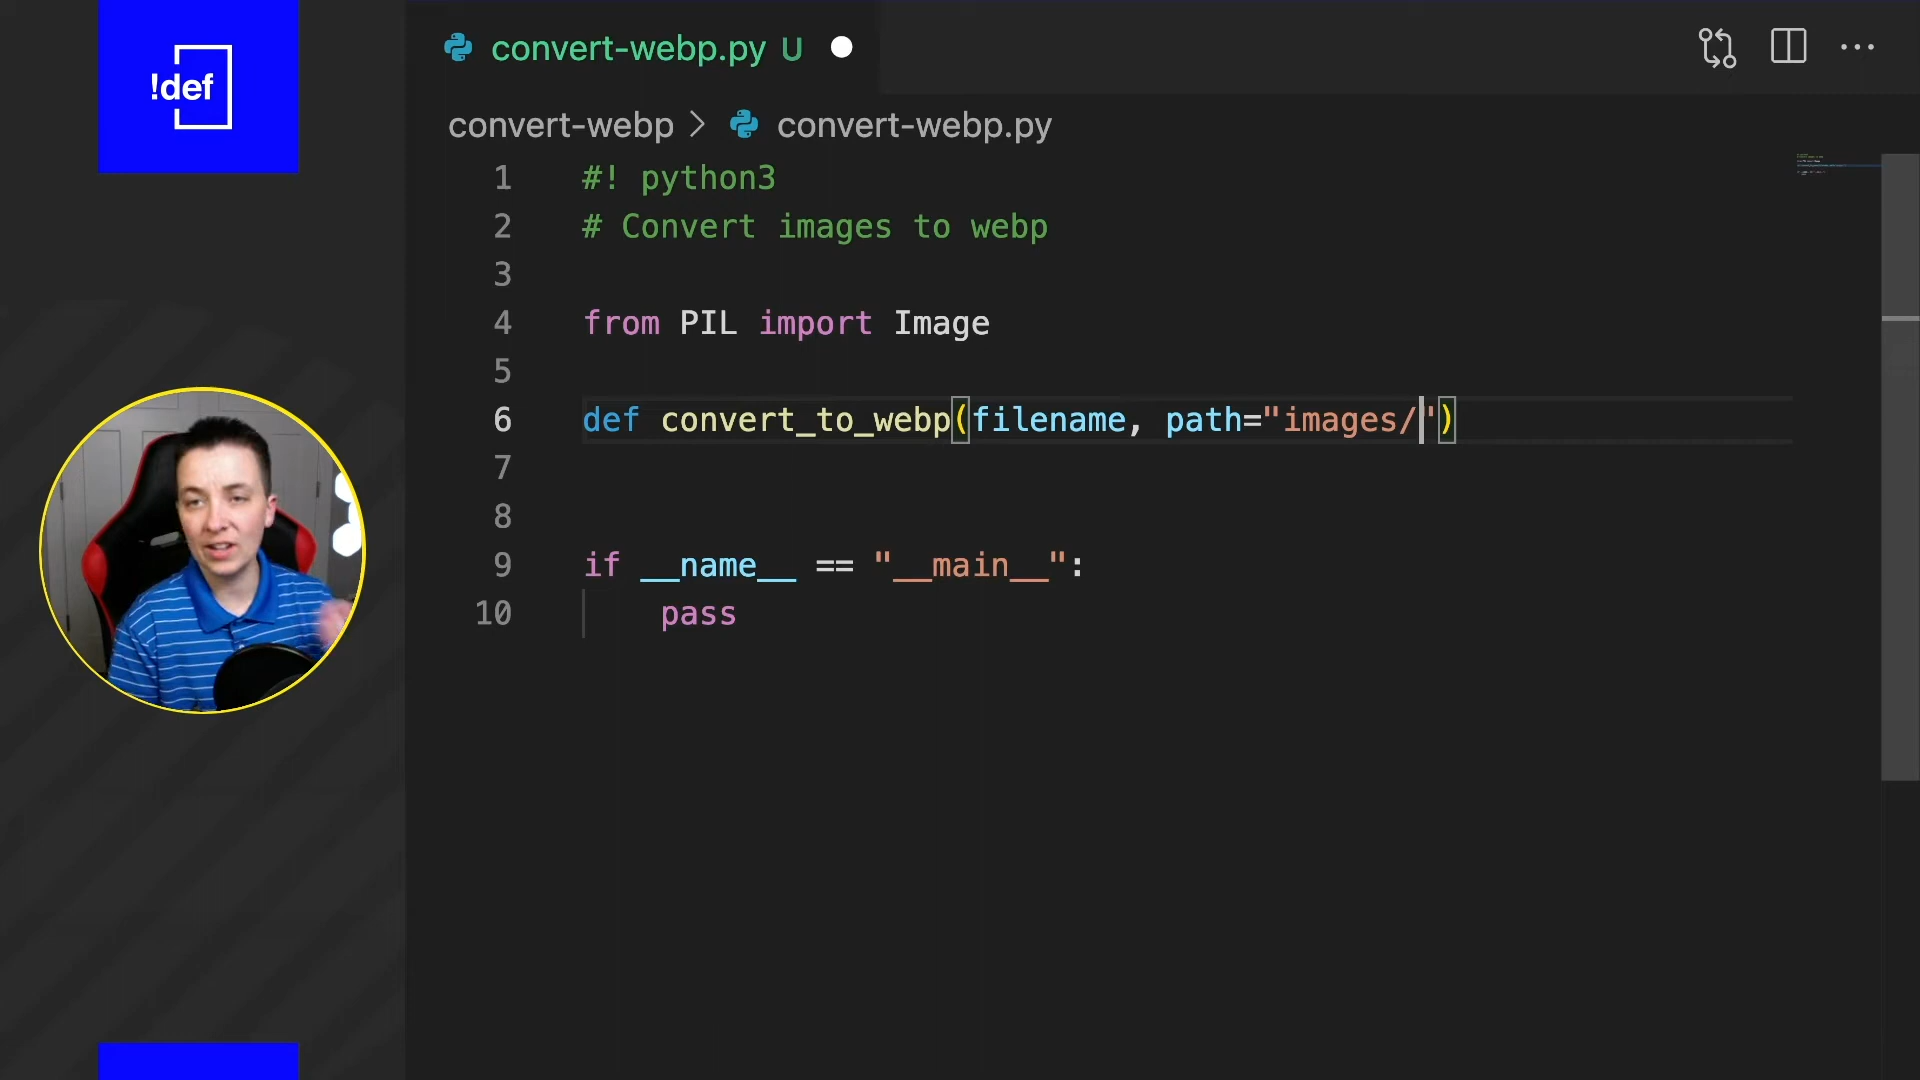 !def
convert-webp.py U
convert-webp > convert-webp.py
1 #! python3
2 # Convert images to webp
3
4 from PIL import Image
5
6 def convert_to_webp(filename, path="images/")
7
8
9 if __name__ == "__main__":
10 pass